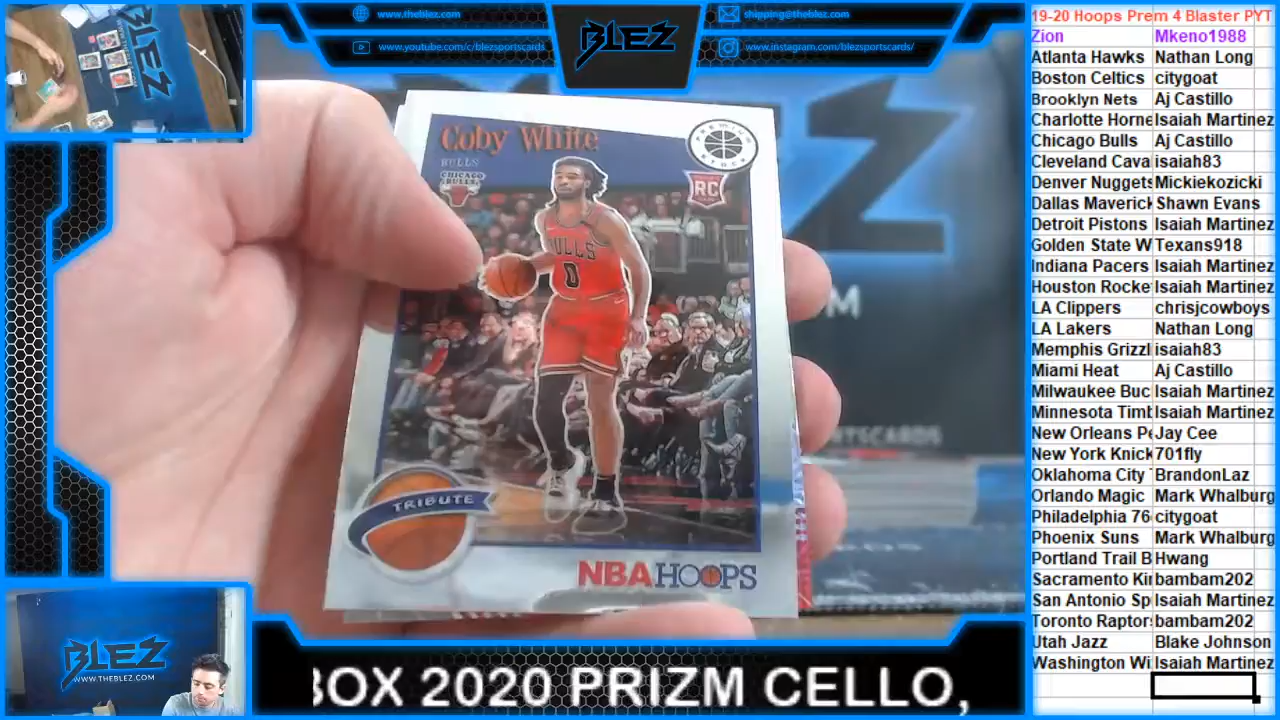 www.theblez.com
www.youtube.com/c/blezsportscards
BLEZ
shipping@theblez.com
www.instagram.com/blezsportscards/
Coby White
BULLS
CHICAGO BULLS
PREMIUM STOCK
RC
BULLS
0
TRIBUTE
NBA HOOPS
BLEZ
BLEZ
WWW.THEBLEZ.COM
BOX 2020 PRIZM CELLO,
19-20 Hoops Prem 4 Blaster PYT
Zion Mkeno1988
Atlanta Hawks Nathan Long
Boston Celtics citygoat
Brooklyn Nets Aj Castillo
Charlotte Horne Isaiah Martinez
Chicago Bulls Aj Castillo
Cleveland Cava isaiah83
Denver Nuggets Mickiekozicki
Dallas Maverick Shawn Evans
Detroit Pistons Isaiah Martinez
Golden State W Texans918
Indiana Pacers Isaiah Martinez
Houston Rocke Isaiah Martinez
LA Clippers chrisjcowboys
LA Lakers Nathan Long
Memphis Grizzl isaiah83
Miami Heat Aj Castillo
Milwaukee Buc Isaiah Martinez
Minnesota Timb Isaiah Martinez
New Orleans Pe Jay Cee
New York Knick 701fly
Oklahoma City T BrandonLaz
Orlando Magic Mark Whalburg
Philadelphia 76 citygoat
Phoenix Suns Mark Whalburg
Portland Trail B Hwang
Sacramento Kin bambam202
San Antonio Sp Isaiah Martinez
Toronto Raptors bambam202
Utah Jazz Blake Johnson
Washington Wi Isaiah Martinez